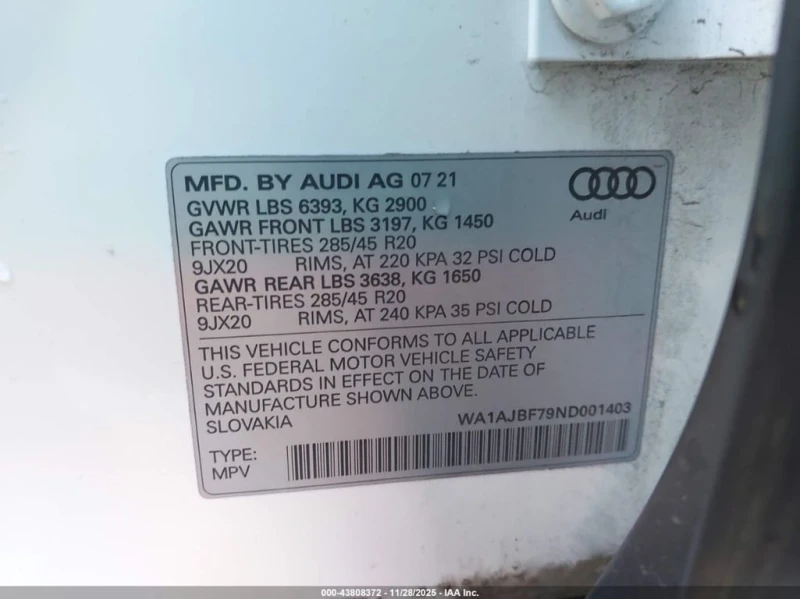 MFD. BY AUDI AG 07 21
Audi
GVWR LBS 6393, KG 2900
GAWR FRONT LBS 3197, KG 1450
FRONT-TIRES 285/45 R20
9JX20 RIMS, AT 220 KPA 32 PSI COLD
GAWR REAR LBS 3638, KG 1650
REAR-TIRES 285/45 R20
9JX20 RIMS, AT 240 KPA 35 PSI COLD
THIS VEHICLE CONFORMS TO ALL APPLICABLE
U.S. FEDERAL MOTOR VEHICLE SAFETY
STANDARDS IN EFFECT ON THE DATE OF
MANUFACTURE SHOWN ABOVE.
SLOVAKIA
WA1AJBF79ND001403
TYPE:
MPV
000-43808372 | 11/28/2025 - IAA Inc.